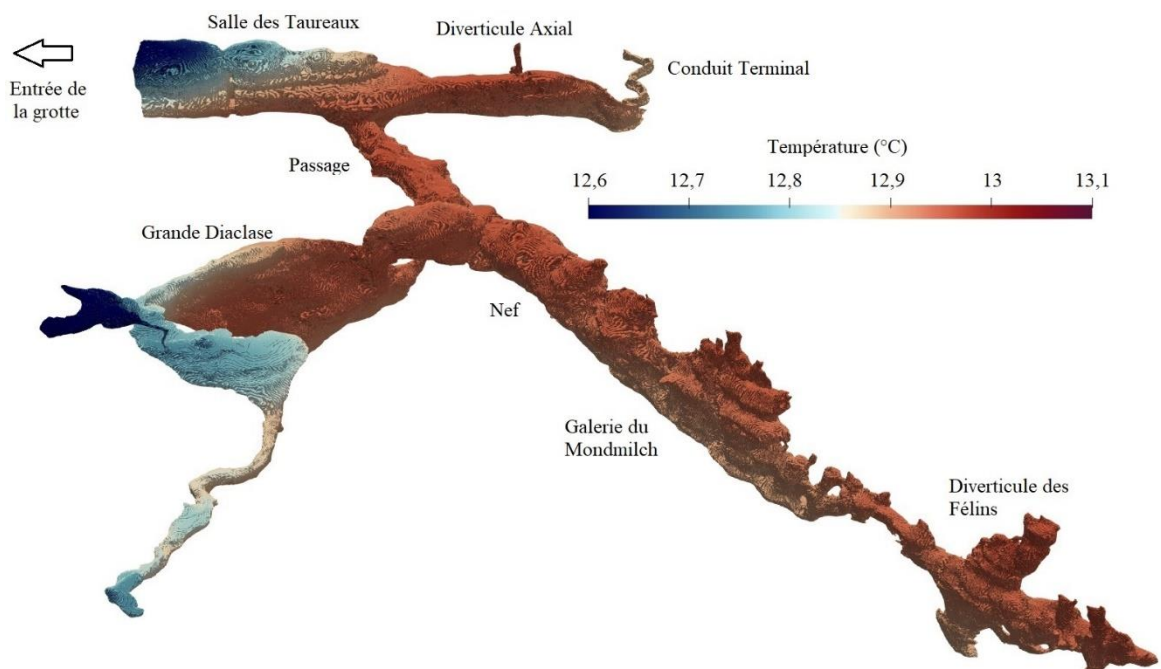 Salle des Taureaux
Diverticule Axial
Conduit Terminal
Entrée de
la grotte
Température (°C)
12,6 12,7 12,8 12,9 13 13,1
Passage
Grande Diaclase
Nef
Galerie du
Mondmilch
Diverticule des
Félins